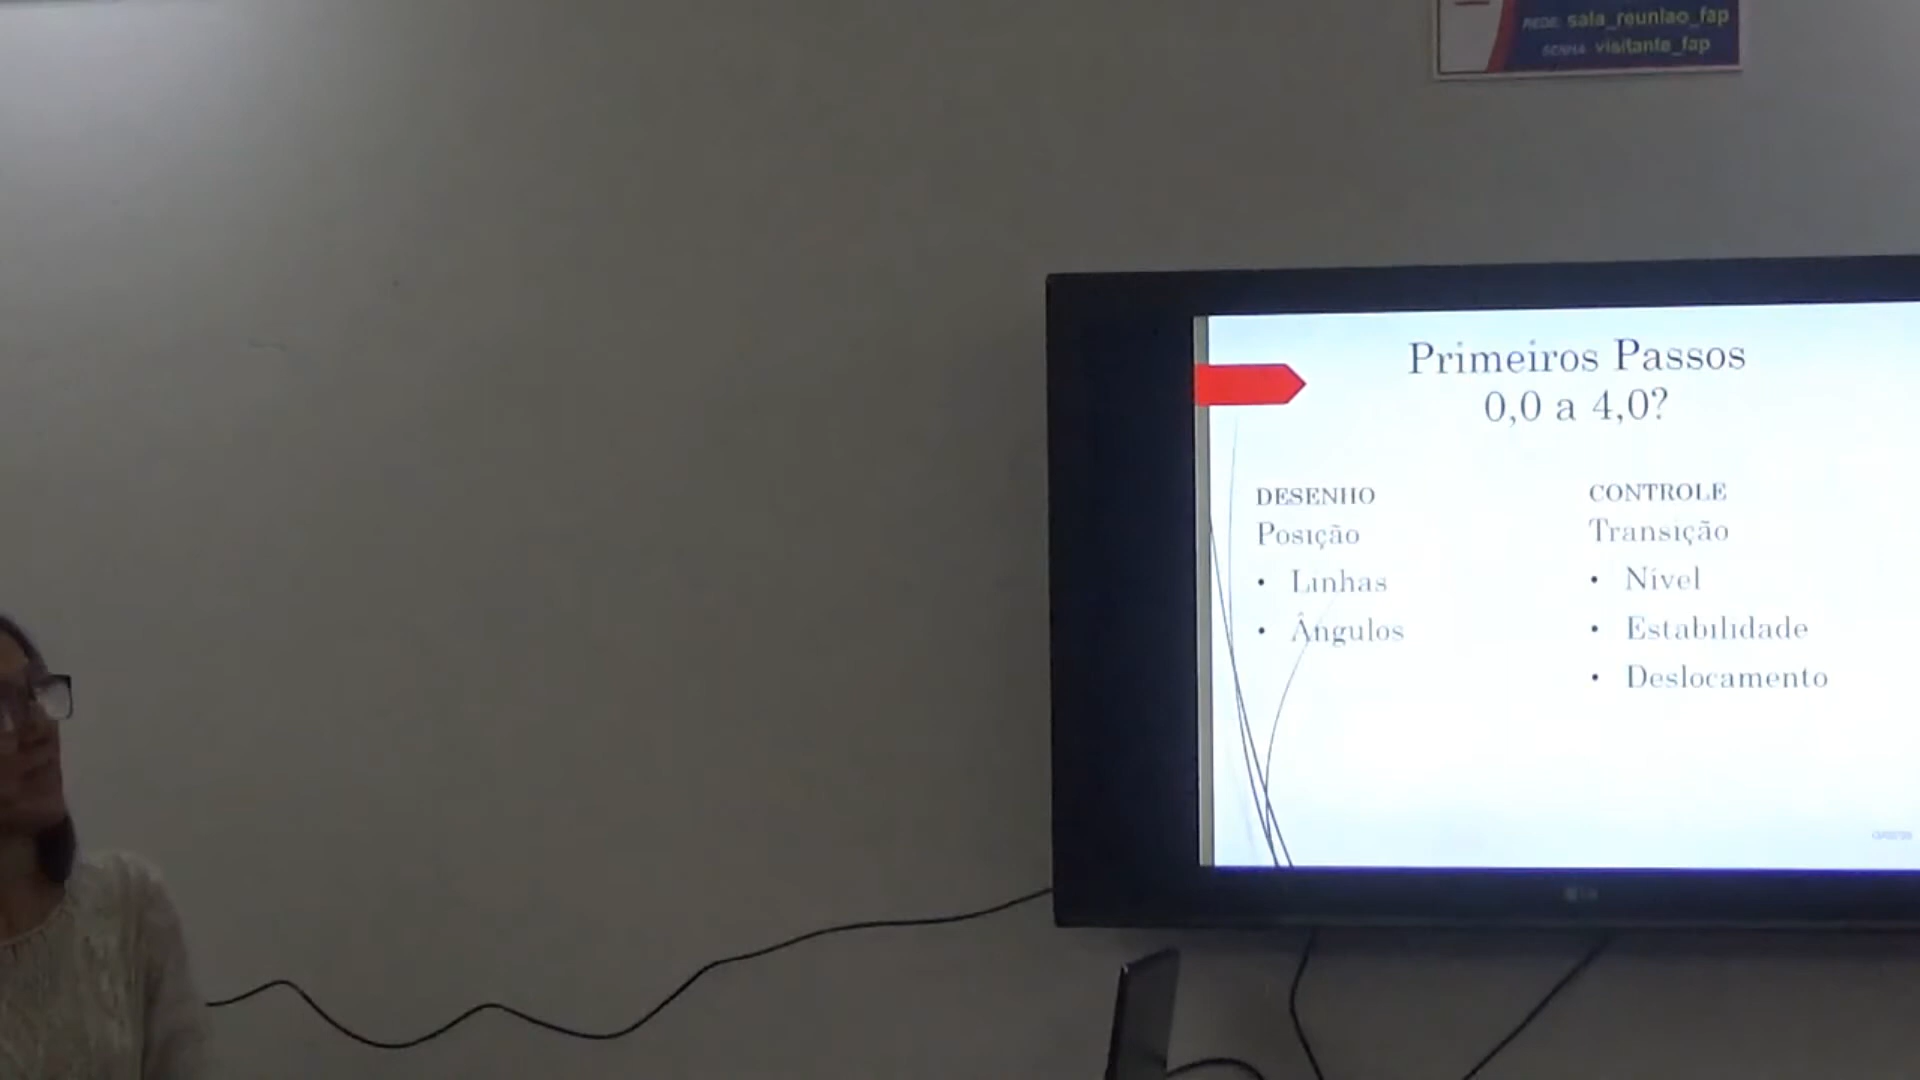 REDE: sala_reuniao_fap
SENHA: visitante_fap
Primeiros Passos
0,0 a 4,0?
DESENHO
Posição
• Linhas
• Ângulos
CONTROLE
Transição
• Nível
• Estabilidade
• Deslocamento
LG